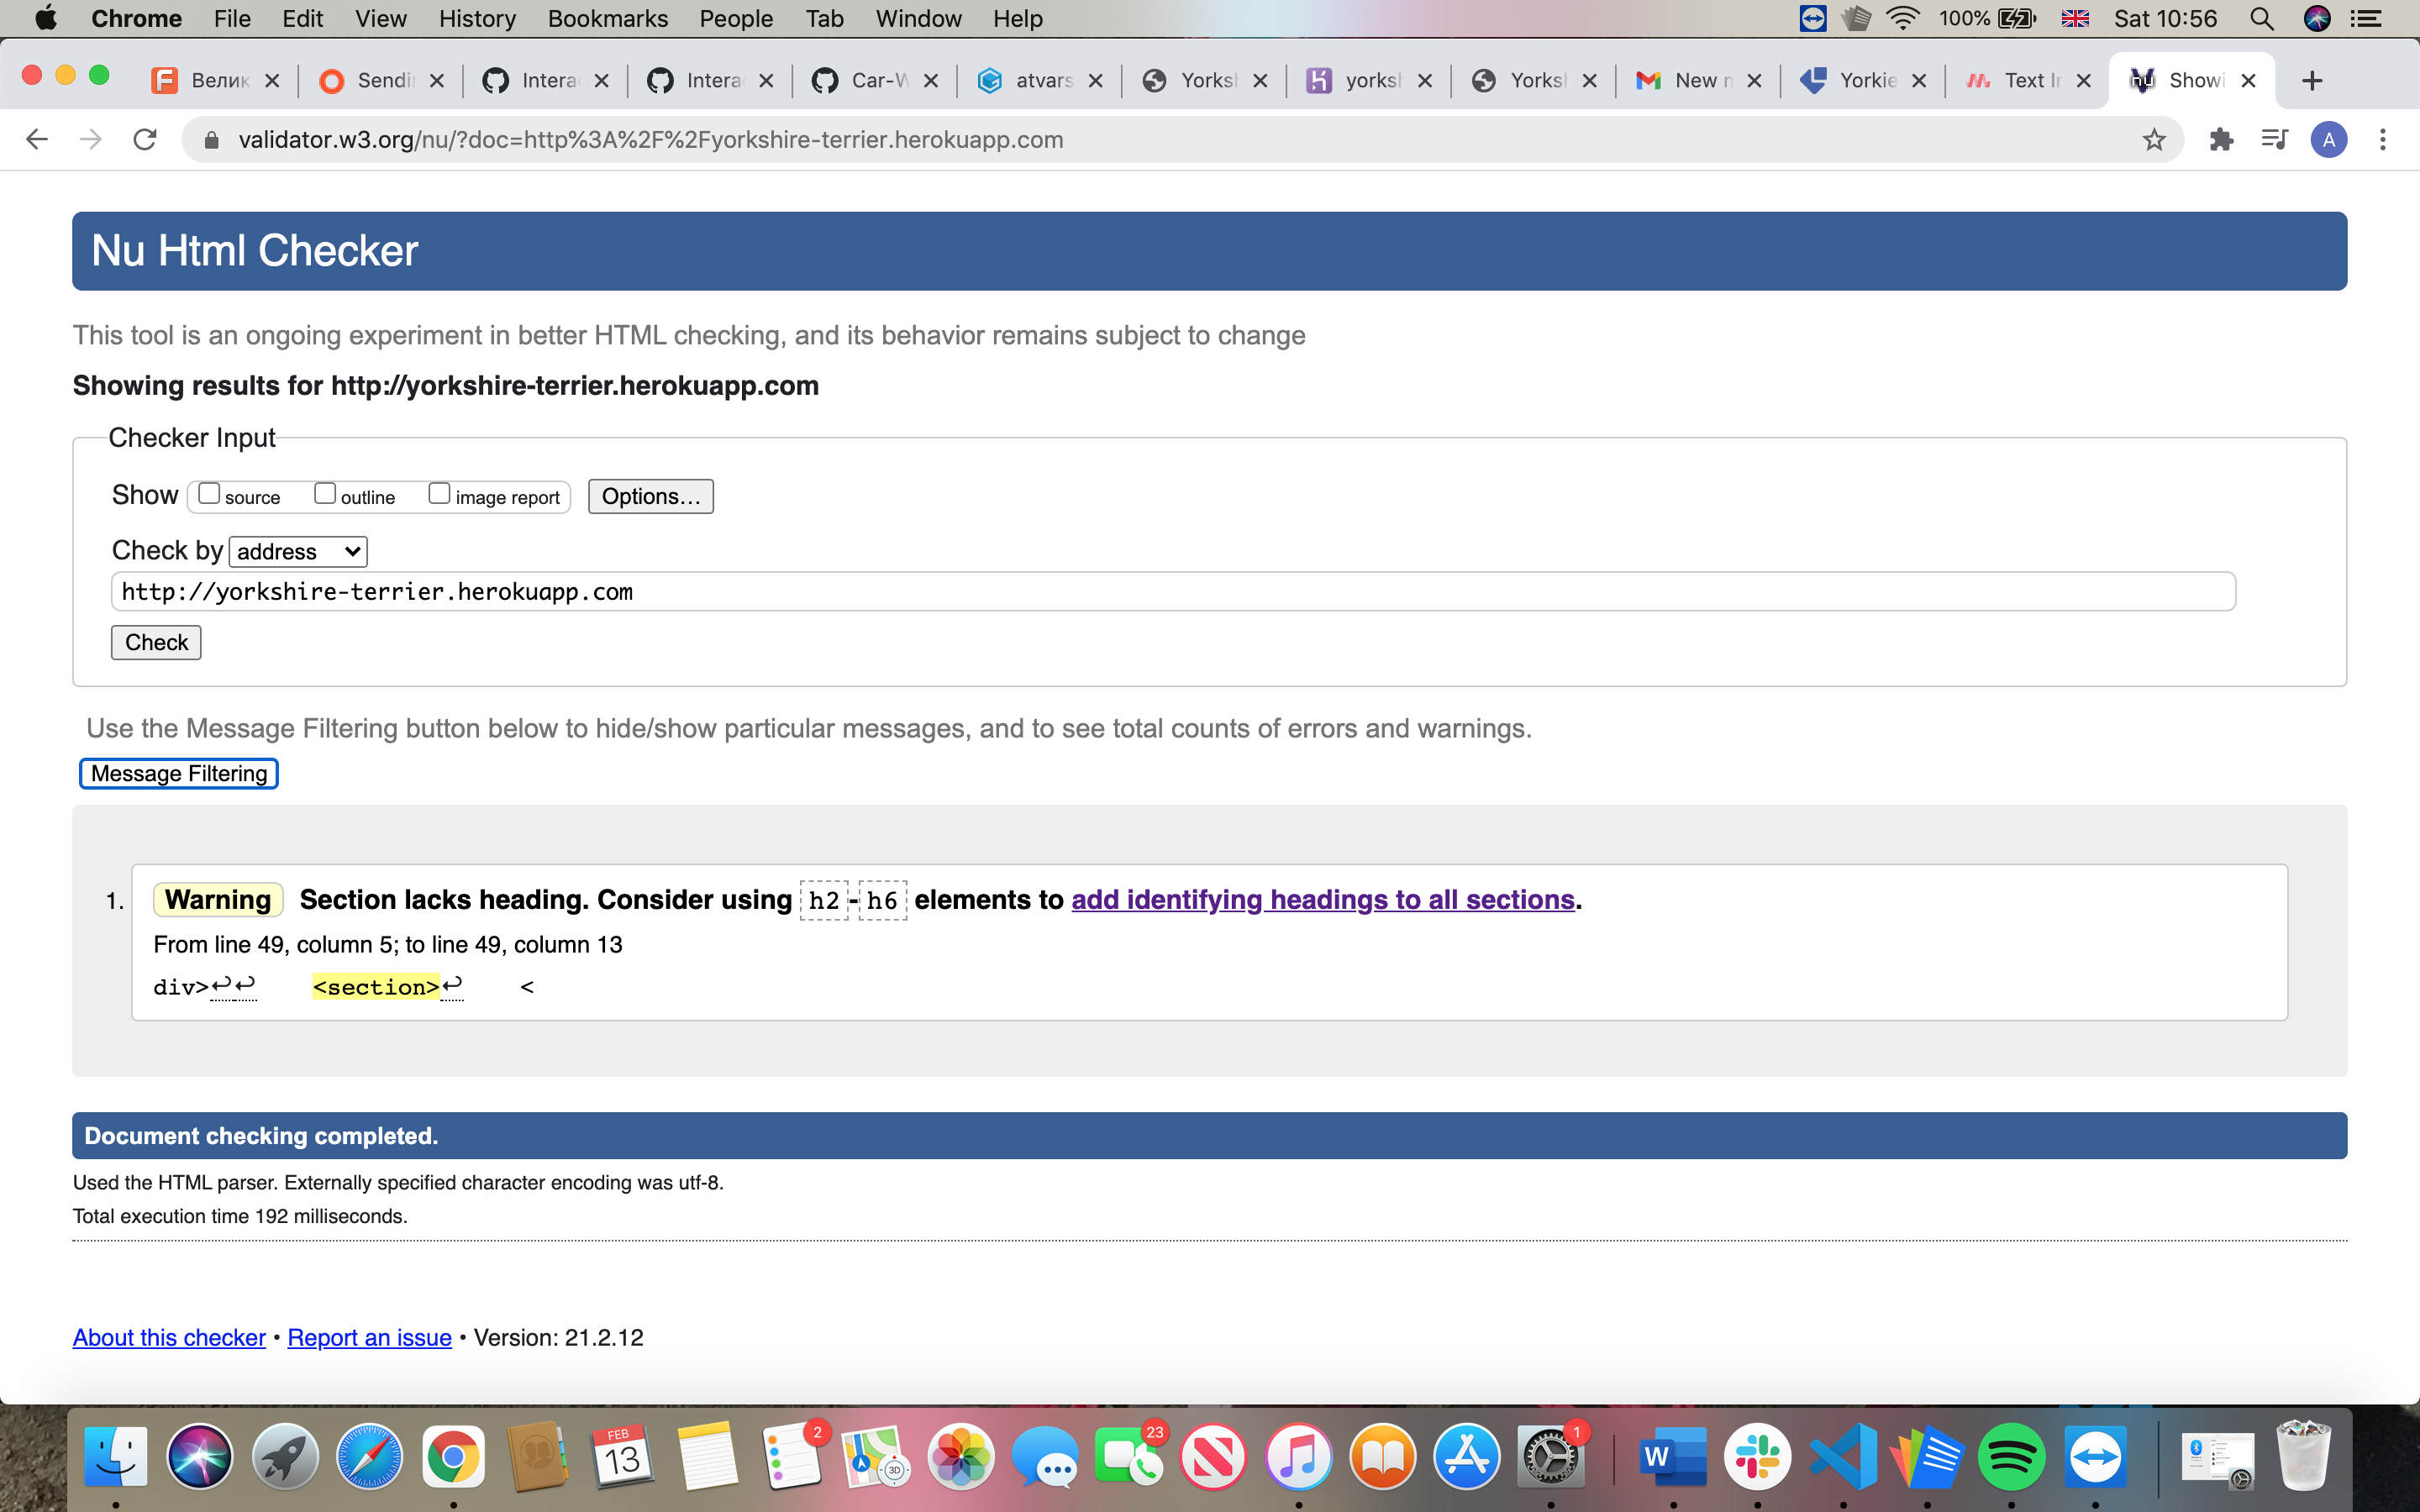 Chrome File Edit View History Bookmarks People Tab Window Help 100% Sat 10:56
Велик Sendi Intera Intera Car-W atvars Yorksh yorksh Yorksh New n Yorkie Text Ir Showi
validator.w3.org/nu/?doc=http%3A%2F%2Fyorkshire-terrier.herokuapp.com A
Nu Html Checker
This tool is an ongoing experiment in better HTML checking, and its behavior remains subject to change
Showing results for http://yorkshire-terrier.herokuapp.com
Checker Input
Show source outline image report Options...
Check by address
http://yorkshire-terrier.herokuapp.com
Check
Use the Message Filtering button below to hide/show particular messages, and to see total counts of errors and warnings.
Message Filtering
1. Warning Section lacks heading. Consider using h2-h6 elements to add identifying headings to all sections.
From line 49, column 5; to line 49, column 13
div>↩↩ <section>↩ <
Document checking completed.
Used the HTML parser. Externally specified character encoding was utf-8.
Total execution time 192 milliseconds.
About this checker • Report an issue • Version: 21.2.12
FEB
13
2
3D
23
1
W